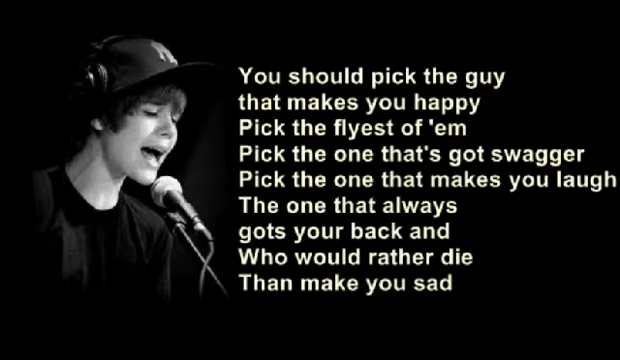 You should pick the guy
that makes you happy
Pick the flyest of 'em
Pick the one that's got swagger
Pick the one that makes you laugh
The one that always
gots your back and
Who would rather die
Than make you sad